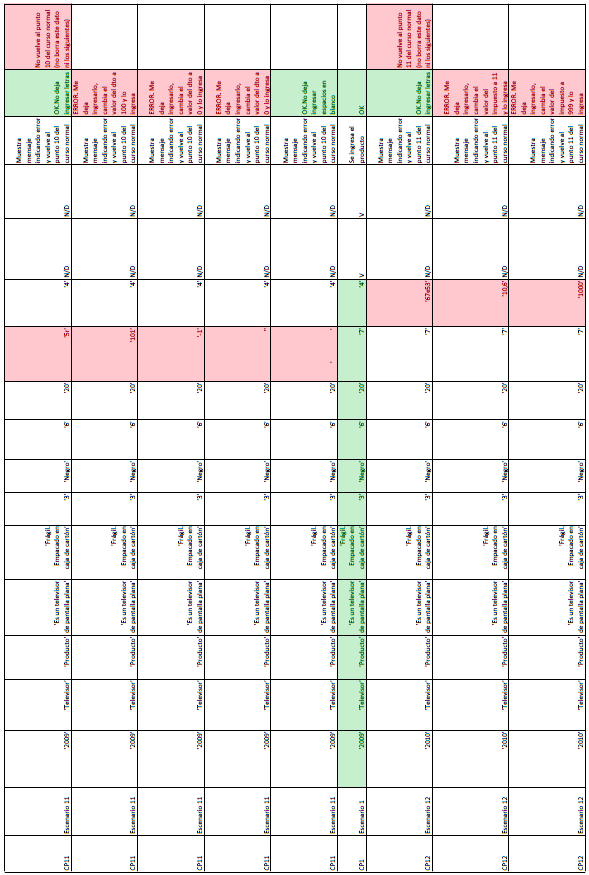 CP11
Escenario 11
'2009'
'Televisor'
'Producto'
'Es un televisor
de pantalla plana'
'Frágil.
Empacado en
caja de cartón'
'3'
'Negro'
'6'
'20'
'5r'
'4'
N/D
N/D
Muestra
mensaje
indicando error
y vuelve al
punto 10 del
curso normal
OK.No deja
ingresar letras
No vuelve al punto
10 del curso normal
(no borra este dato
ni los siguientes)
CP11
Escenario 11
'2009'
'Televisor'
'Producto'
'Es un televisor
de pantalla plana'
'Frágil.
Empacado en
caja de cartón'
'3'
'Negro'
'6'
'20'
'101'
'4'
N/D
N/D
Muestra
mensaje
indicando error
y vuelve al
punto 10 del
curso normal
ERROR. Me
deja
ingresarlo,
cambia el
valor del dto a
100 y lo
ingresa
CP11
Escenario 11
'2009'
'Televisor'
'Producto'
'Es un televisor
de pantalla plana'
'Frágil.
Empacado en
caja de cartón'
'3'
'Negro'
'6'
'20'
'-1'
'4'
N/D
N/D
Muestra
mensaje
indicando error
y vuelve al
punto 10 del
curso normal
ERROR. Me
deja
ingresarlo,
cambia el
valor del dto a
0 y lo ingresa
CP11
Escenario 11
'2009'
'Televisor'
'Producto'
'Es un televisor
de pantalla plana'
'Frágil.
Empacado en
caja de cartón'
'3'
'Negro'
'6'
'20'
''
'4'
N/D
N/D
Muestra
mensaje
indicando error
y vuelve al
punto 10 del
curso normal
ERROR. Me
deja
ingresarlo,
cambia el
valor del dto a
0 y lo ingresa
CP11
Escenario 11
'2009'
'Televisor'
'Producto'
'Es un televisor
de pantalla plana'
'Frágil.
Empacado en
caja de cartón'
'3'
'Negro'
'6'
'20'
' '
'4'
N/D
N/D
Muestra
mensaje
indicando error
y vuelve al
punto 10 del
curso normal
OK.No deja
ingresar
espacios en
blanco
CP1
Escenario 1
'2009'
'Televisor'
'Producto'
'Es un televisor
de pantalla plana'
'Frágil.
Empacado en
caja de cartón'
'3'
'Negro'
'6'
'20'
'7'
'4'
V
V
Se ingresa el
producto
OK
CP12
Escenario 12
'2010'
'Televisor'
'Producto'
'Es un televisor
de pantalla plana'
'Frágil.
Empacado en
caja de cartón'
'3'
'Negro'
'6'
'20'
'7'
N/D
N/D
Muestra
mensaje
indicando error
y vuelve al
punto 11 del
curso normal
OK.No deja
ingresar letras
No vuelve al punto
11 del curso normal
(no borra este dato
ni los siguientes)
CP12
Escenario 12
'2010'
'Televisor'
'Producto'
'Es un televisor
de pantalla plana'
'Frágil.
Empacado en
caja de cartón'
'3'
'Negro'
'6'
'20'
'7'
'10,6'
N/D
N/D
Muestra
mensaje
indicando error
y vuelve al
punto 11 del
curso normal
ERROR. Me
deja
ingresarlo,
cambia el
valor del
impuesto a 11
y lo ingresa
CP12
Escenario 12
'2010'
'Televisor'
'Producto'
'Es un televisor
de pantalla plana'
'Frágil.
Empacado en
caja de cartón'
'3'
'Negro'
'6'
'20'
'7'
'1000'
N/D
N/D
Muestra
mensaje
indicando error
y vuelve al
punto 11 del
curso normal
ERROR. Me
deja
ingresarlo,
cambia el
valor del
impuesto a
999 y lo
ingresa